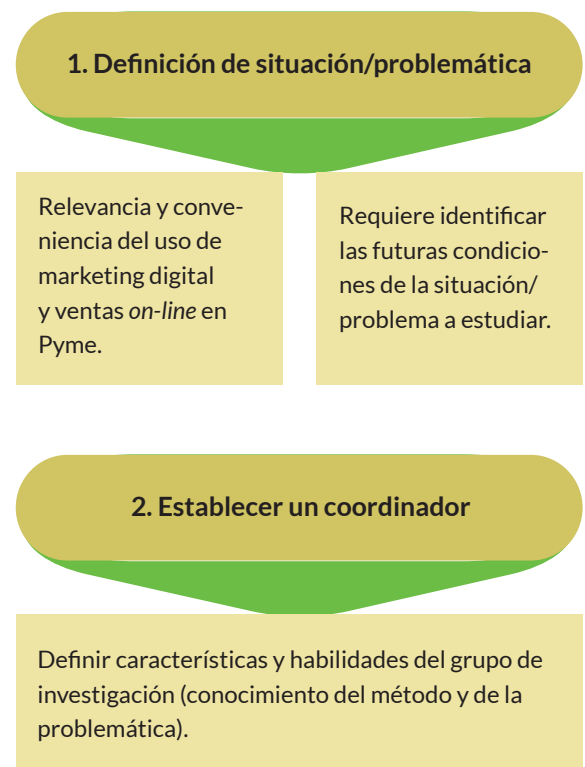 1. Definición de situación/problemática
Relevancia y conve-
niencia del uso de
marketing digital
y ventas on-line en
Pyme.
Requiere identificar
las futuras condicio-
nes de la situación/
problema a estudiar.
2. Establecer un coordinador
Definir características y habilidades del grupo de
investigación (conocimiento del método y de la
problemática).